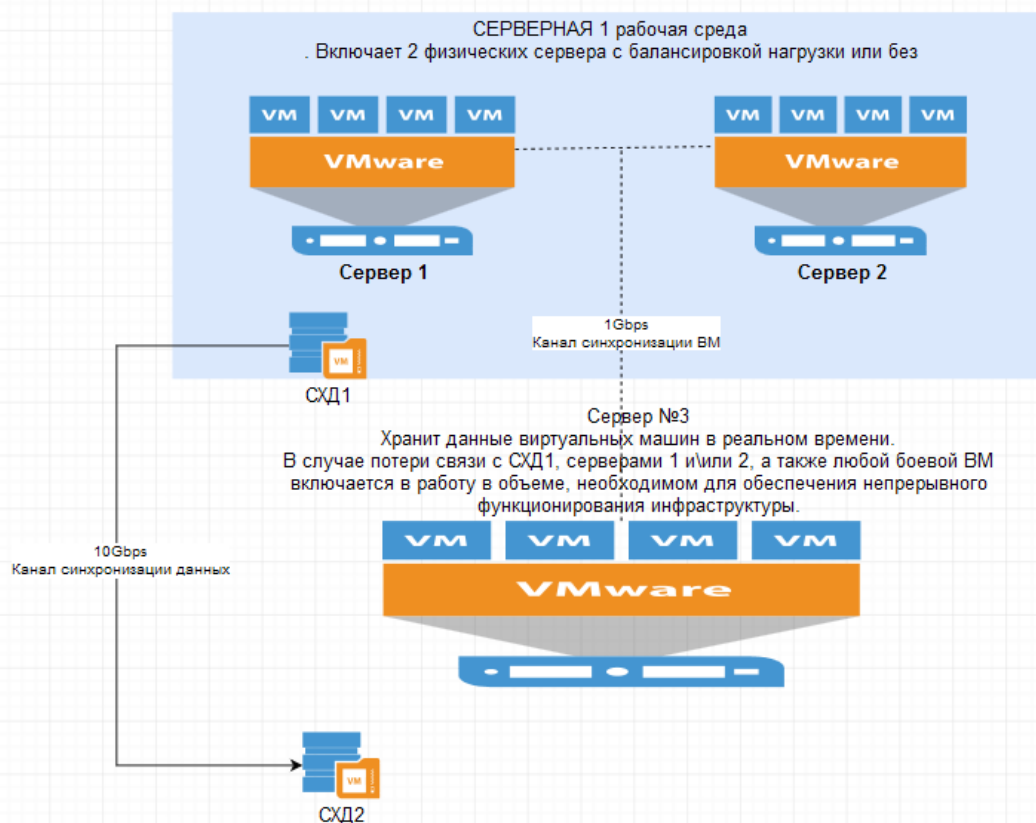 СЕРВЕРНАЯ 1 рабочая среда
. Включает 2 физических сервера с балансировкой нагрузки или без
VM VM VM VM
VM VM VM VM
VMware
VMware
Сервер 1
Сервер 2
1Gbps
Канал синхронизации ВМ
VM
СХД1
Сервер №3
Хранит данные виртуальных машин в реальном времени.
В случае потери связи с СХД1, серверами 1 и\или 2, а также любой боевой ВМ
включается в работу в объеме, необходимом для обеспечения непрерывного
функционирования инфраструктуры.
VM VM VM VM
VMware
10Gbps
Канал синхронизации данных
VM
СХД2